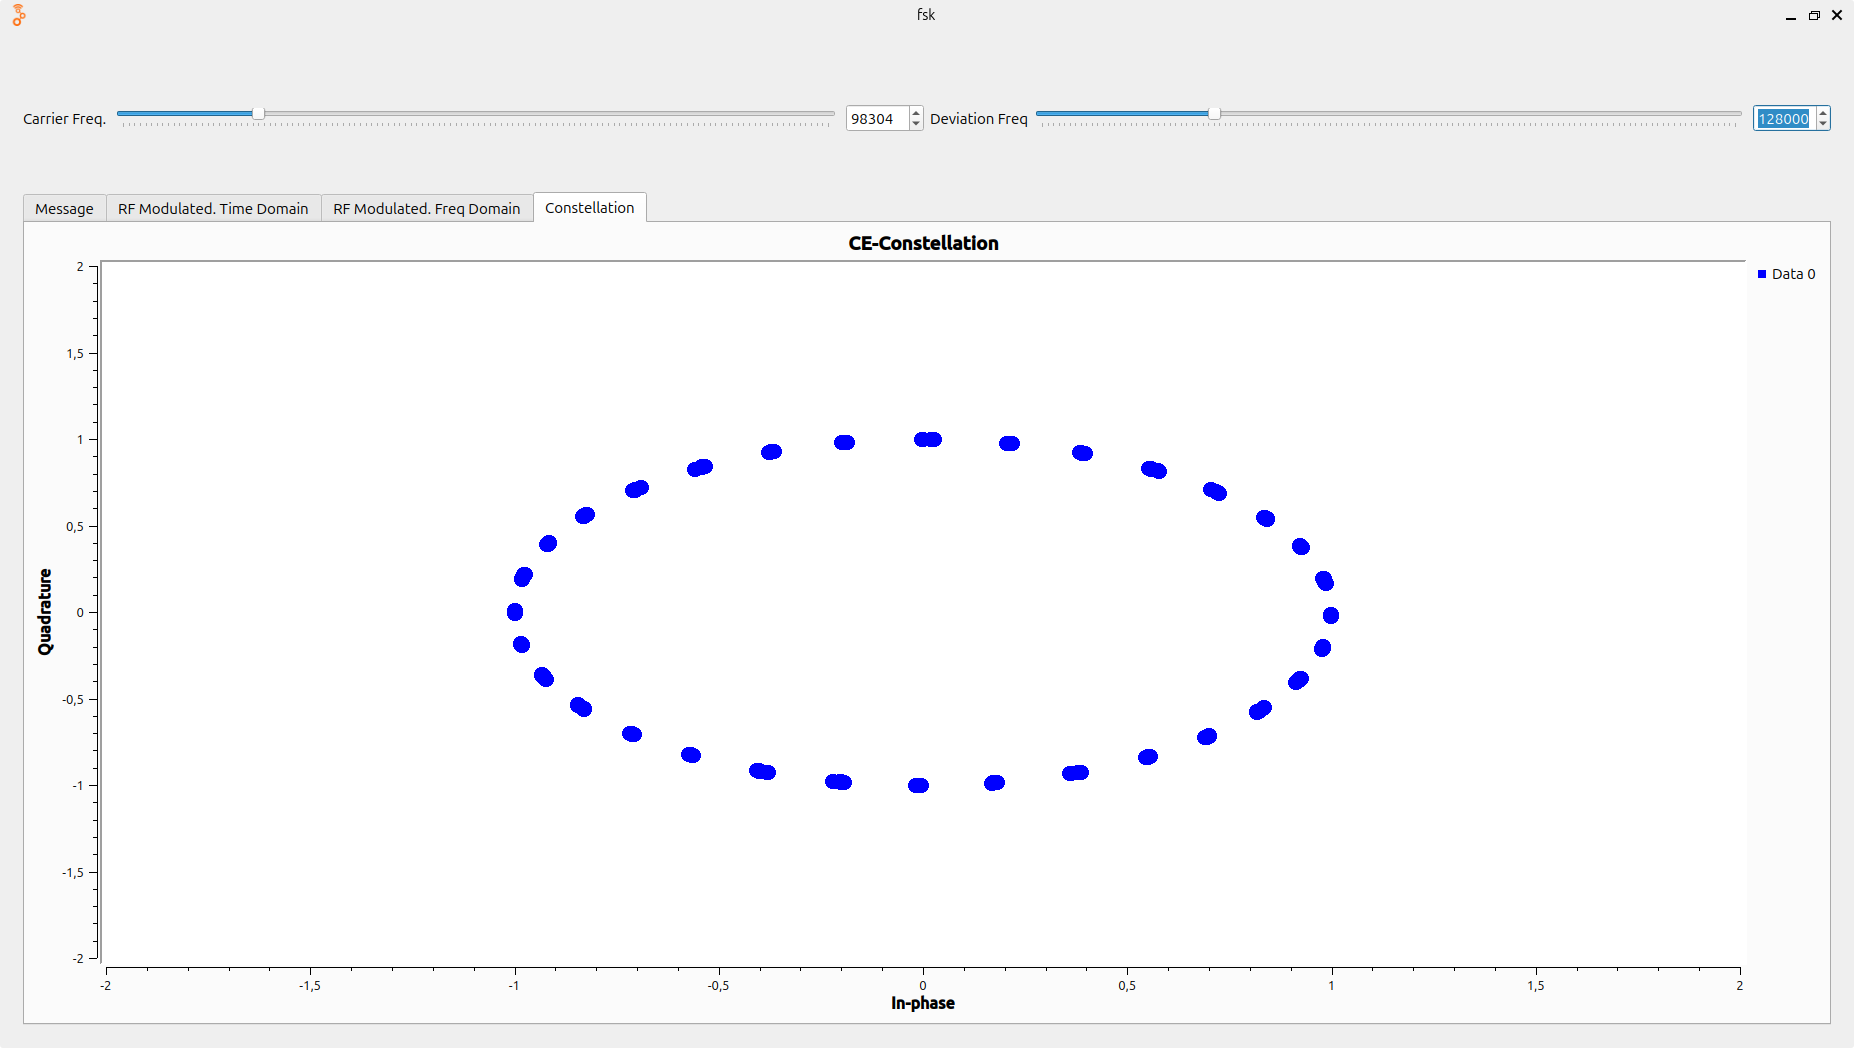 fsk
Carrier Freq. 98304 Deviation Freq 128000
Message RF Modulated. Time Domain RF Modulated. Freq Domain Constellation
CE-Constellation
Data 0
Quadrature
2
1,5
1
0,5
0
-0,5
-1
-1,5
-2
-2 -1,5 -1 -0,5 0 0,5 1 1,5 2
In-phase